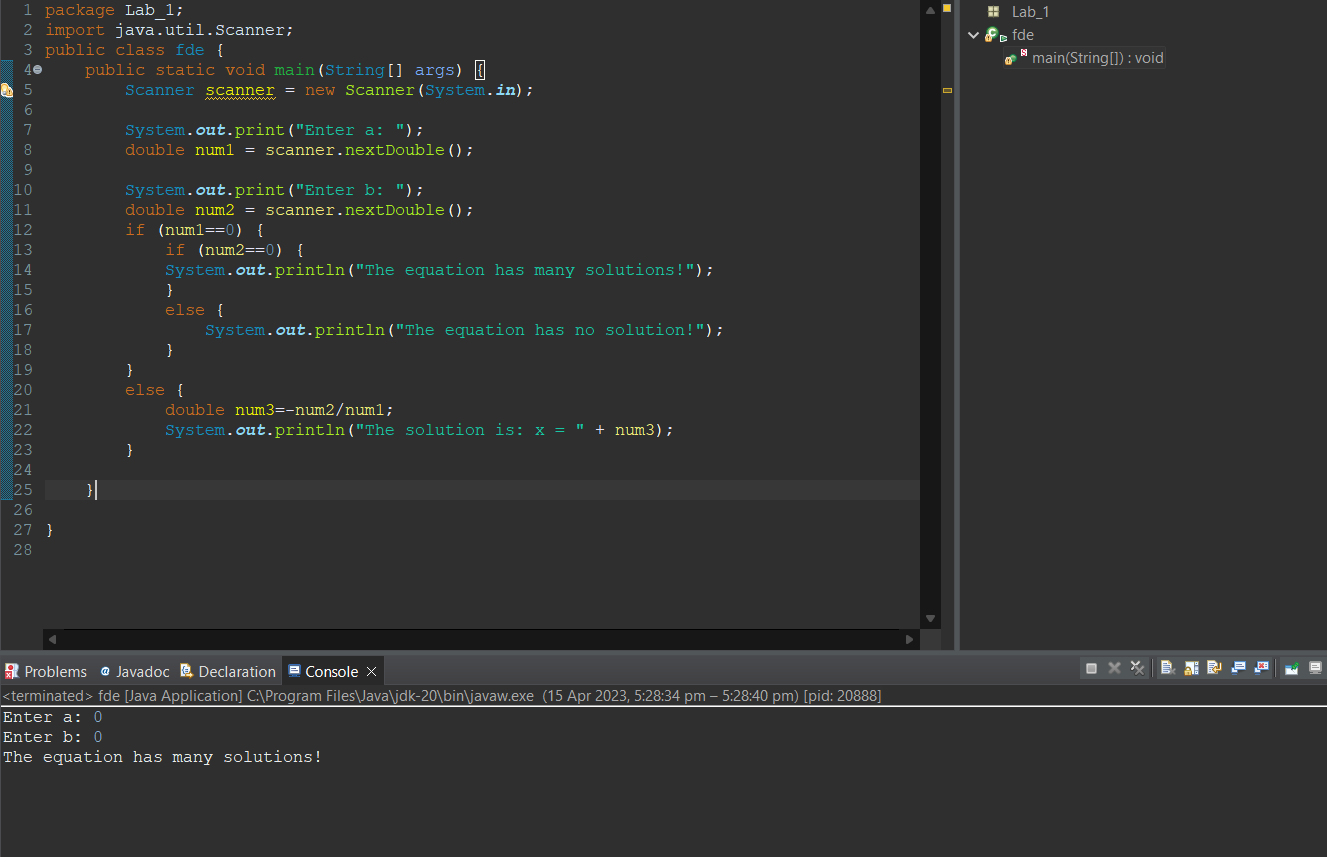 1 package Lab_1;
2 import java.util.Scanner;
3 public class fde {
4 public static void main(String[] args) {
5 Scanner scanner = new Scanner(System.in);
6
7 System.out.print("Enter a: ");
8 double num1 = scanner.nextDouble();
9
10 System.out.print("Enter b: ");
11 double num2 = scanner.nextDouble();
12 if (num1==0) {
13 if (num2==0) {
14 System.out.println("The equation has many solutions!");
15 }
16 else {
17 System.out.println("The equation has no solution!");
18 }
19 }
20 else {
21 double num3=-num2/num1;
22 System.out.println("The solution is: x = " + num3);
23 }
24
25 }
26
27 }
28
Lab_1
fde
main(String[]) : void
Problems Javadoc Declaration Console
<terminated> fde [Java Application] C:\Program Files\Java\jdk-20\bin\javaw.exe (15 Apr 2023, 5:28:34 pm – 5:28:40 pm) [pid: 20888]
Enter a: 0
Enter b: 0
The equation has many solutions!